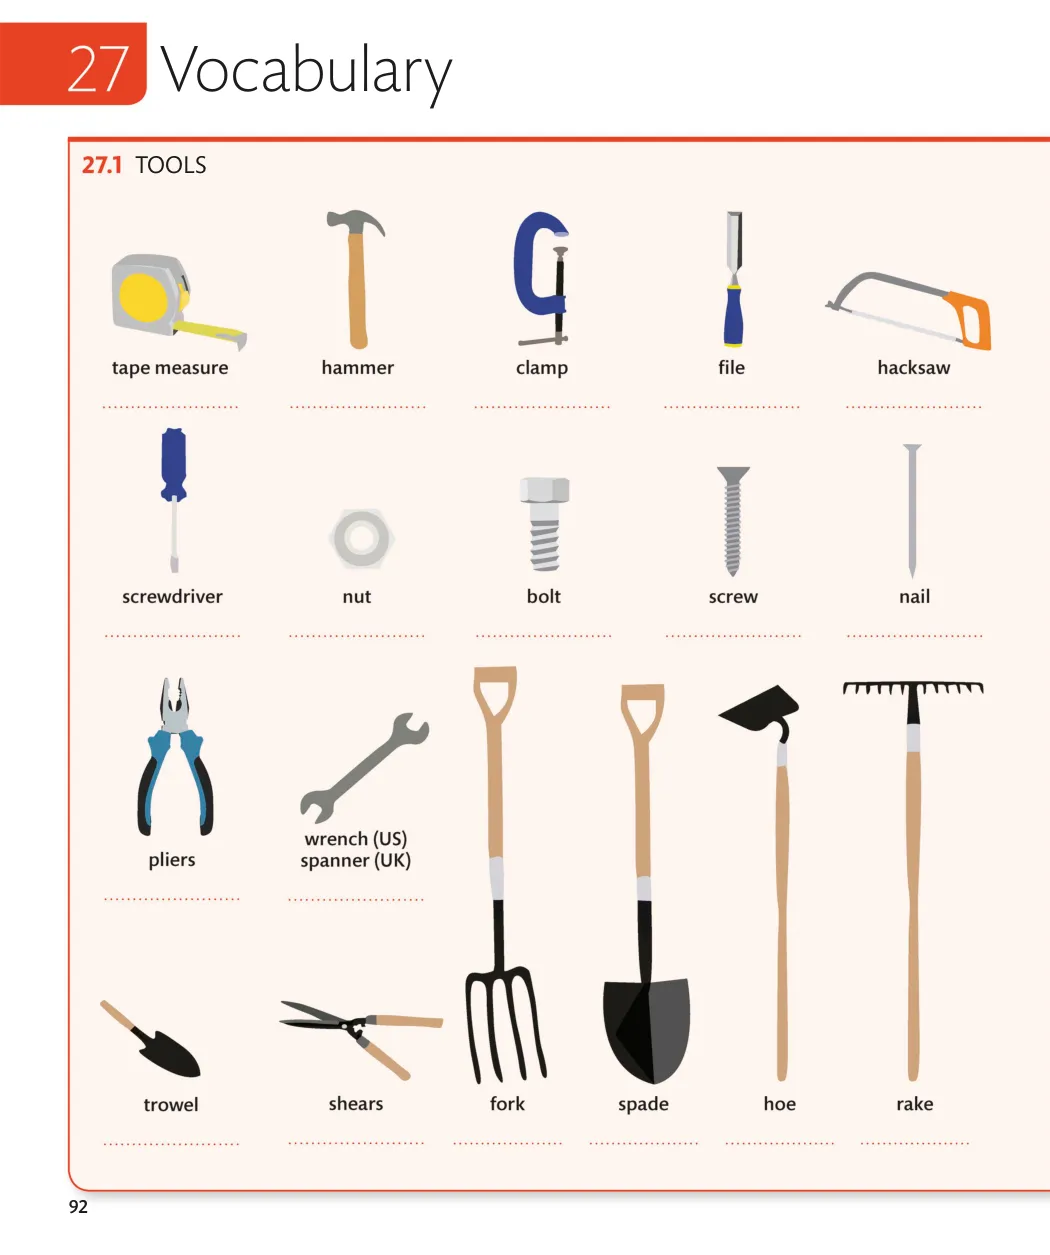 27 Vocabulary
27.1 TOOLS
tape measure
hammer
clamp
file
hacksaw
screwdriver
nut
bolt
screw
nail
pliers
wrench (US)
spanner (UK)
trowel
shears
fork
spade
hoe
rake
92